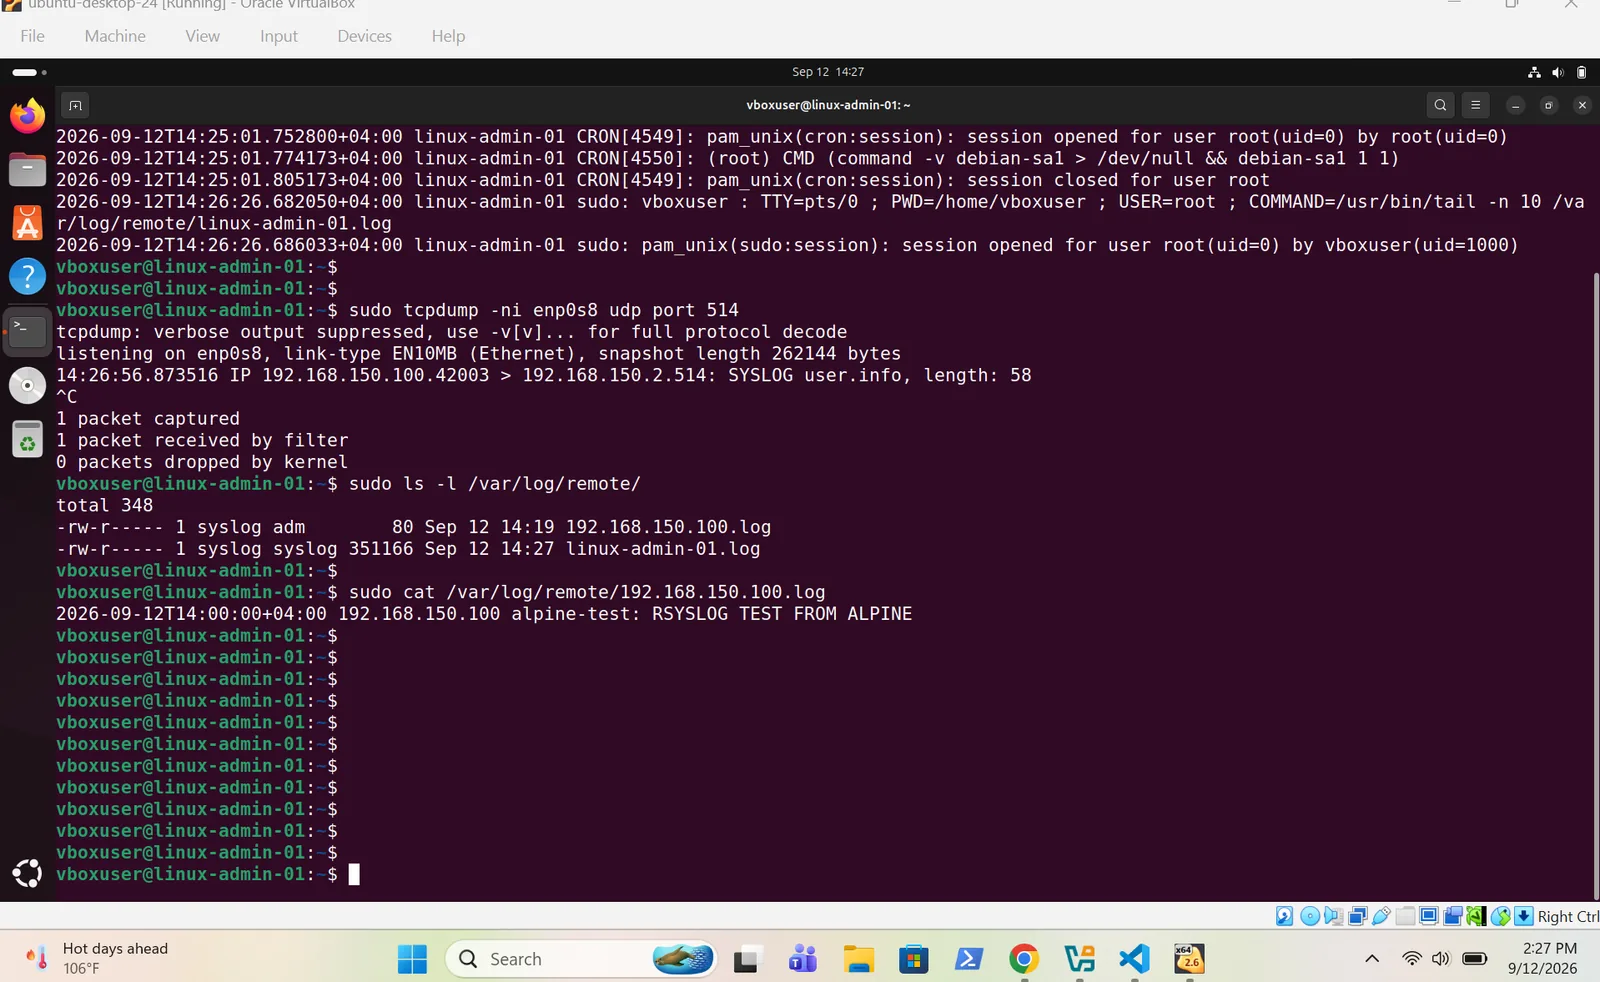 ubuntu-desktop-24 [Running] - Oracle VirtualBox
File Machine View Input Devices Help
Sep 12 14:27
vboxuser@linux-admin-01: ~
2026-09-12T14:25:01.752800+04:00 linux-admin-01 CRON[4549]: pam_unix(cron:session): session opened for user root(uid=0) by root(uid=0)
2026-09-12T14:25:01.774173+04:00 linux-admin-01 CRON[4550]: (root) CMD (command -v debian-sa1 > /dev/null && debian-sa1 1 1)
2026-09-12T14:25:01.805173+04:00 linux-admin-01 CRON[4549]: pam_unix(cron:session): session closed for user root
2026-09-12T14:26:26.682050+04:00 linux-admin-01 sudo: vboxuser : TTY=pts/0 ; PWD=/home/vboxuser ; USER=root ; COMMAND=/usr/bin/tail -n 10 /va
r/log/remote/linux-admin-01.log
2026-09-12T14:26:26.686033+04:00 linux-admin-01 sudo: pam_unix(sudo:session): session opened for user root(uid=0) by vboxuser(uid=1000)
vboxuser@linux-admin-01:~$
vboxuser@linux-admin-01:~$
vboxuser@linux-admin-01:~$ sudo tcpdump -ni enp0s8 udp port 514
tcpdump: verbose output suppressed, use -v[v]... for full protocol decode
listening on enp0s8, link-type EN10MB (Ethernet), snapshot length 262144 bytes
14:26:56.873516 IP 192.168.150.100.42003 > 192.168.150.2.514: SYSLOG user.info, length: 58
^C
1 packet captured
1 packet received by filter
0 packets dropped by kernel
vboxuser@linux-admin-01:~$ sudo ls -l /var/log/remote/
total 348
-rw-r----- 1 syslog adm        80 Sep 12 14:19 192.168.150.100.log
-rw-r----- 1 syslog syslog 351166 Sep 12 14:27 linux-admin-01.log
vboxuser@linux-admin-01:~$
vboxuser@linux-admin-01:~$ sudo cat /var/log/remote/192.168.150.100.log
2026-09-12T14:00:00+04:00 192.168.150.100 alpine-test: RSYSLOG TEST FROM ALPINE
vboxuser@linux-admin-01:~$
vboxuser@linux-admin-01:~$
vboxuser@linux-admin-01:~$
vboxuser@linux-admin-01:~$
vboxuser@linux-admin-01:~$
vboxuser@linux-admin-01:~$
vboxuser@linux-admin-01:~$
vboxuser@linux-admin-01:~$
vboxuser@linux-admin-01:~$
vboxuser@linux-admin-01:~$
vboxuser@linux-admin-01:~$
vboxuser@linux-admin-01:~$
Right Ctrl
Hot days ahead
106°F
Search
x64
2.6
2:27 PM
9/12/2026